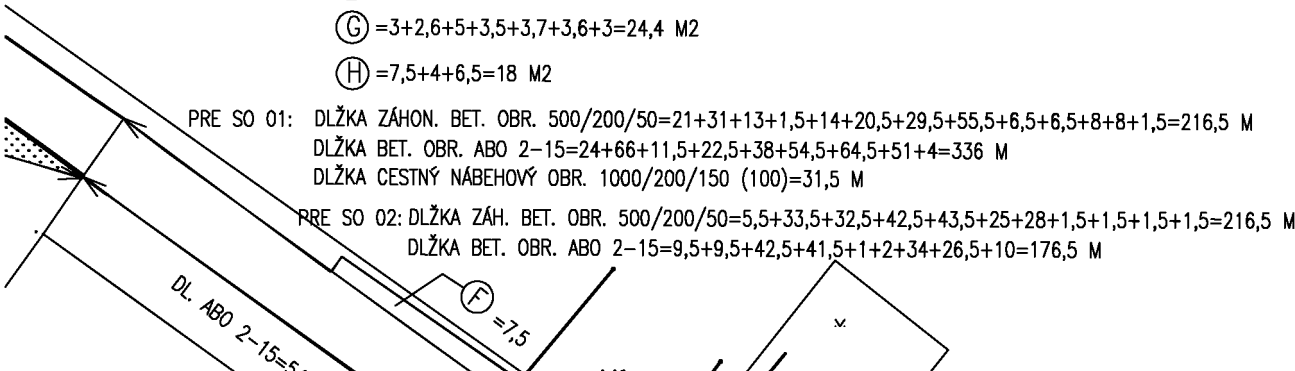 G =3+2,6+5+3,5+3,7+3,6+3=24,4 M2
H =7,5+4+6,5=18 M2
PRE SO 01: DLŽKA ZÁHON. BET. OBR. 500/200/50=21+31+13+1,5+14+20,5+29,5+55,5+6,5+6,5+8+8+1,5=216,5 M
DLŽKA BET. OBR. ABO 2-15=24+66+11,5+22,5+38+54,5+64,5+51+4=336 M
DLŽKA CESTNÝ NÁBEHOVÝ OBR. 1000/200/150 (100)=31,5 M
PRE SO 02: DLŽKA ZÁH. BET. OBR. 500/200/50=5,5+33,5+32,5+42,5+43,5+25+28+1,5+1,5+1,5+1,5=216,5 M
DLŽKA BET. OBR. ABO 2-15=9,5+9,5+42,5+41,5+1+2+34+26,5+10=176,5 M
F =7,5
DL. ABO 2-15=